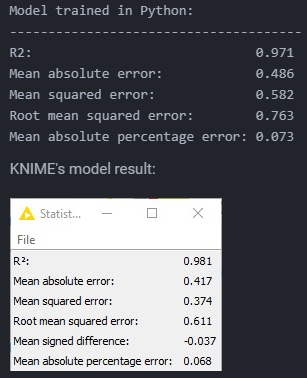 Model trained in Python:
----------------------------------------
R2: 0.971
Mean absolute error: 0.486
Mean squared error: 0.582
Root mean squared error: 0.763
Mean absolute percentage error: 0.073
KNIME's model result:
Statist...
File
R²: 0.981
Mean absolute error: 0.417
Mean squared error: 0.374
Root mean squared error: 0.611
Mean signed difference: -0.037
Mean absolute percentage error: 0.068